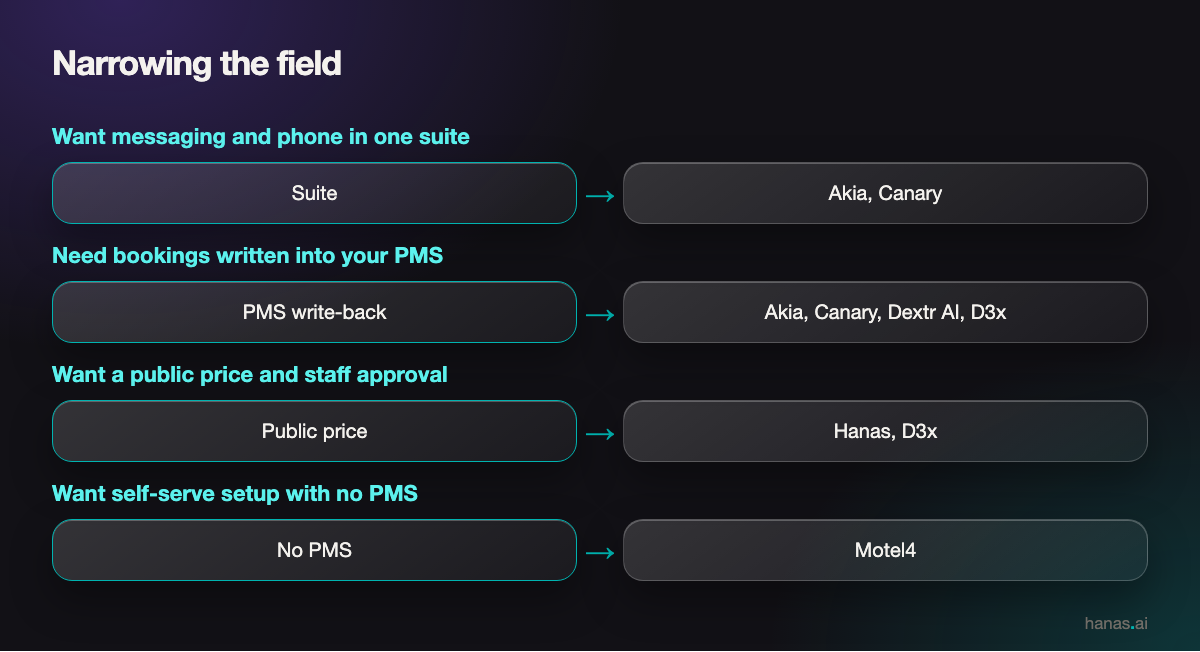 Narrowing the field
Want messaging and phone in one suite
Suite → Akia, Canary
Need bookings written into your PMS
PMS write-back → Akia, Canary, Dextr AI, D3x
Want a public price and staff approval
Public price → Hanas, D3x
Want self-serve setup with no PMS
No PMS → Motel4
hanas.ai